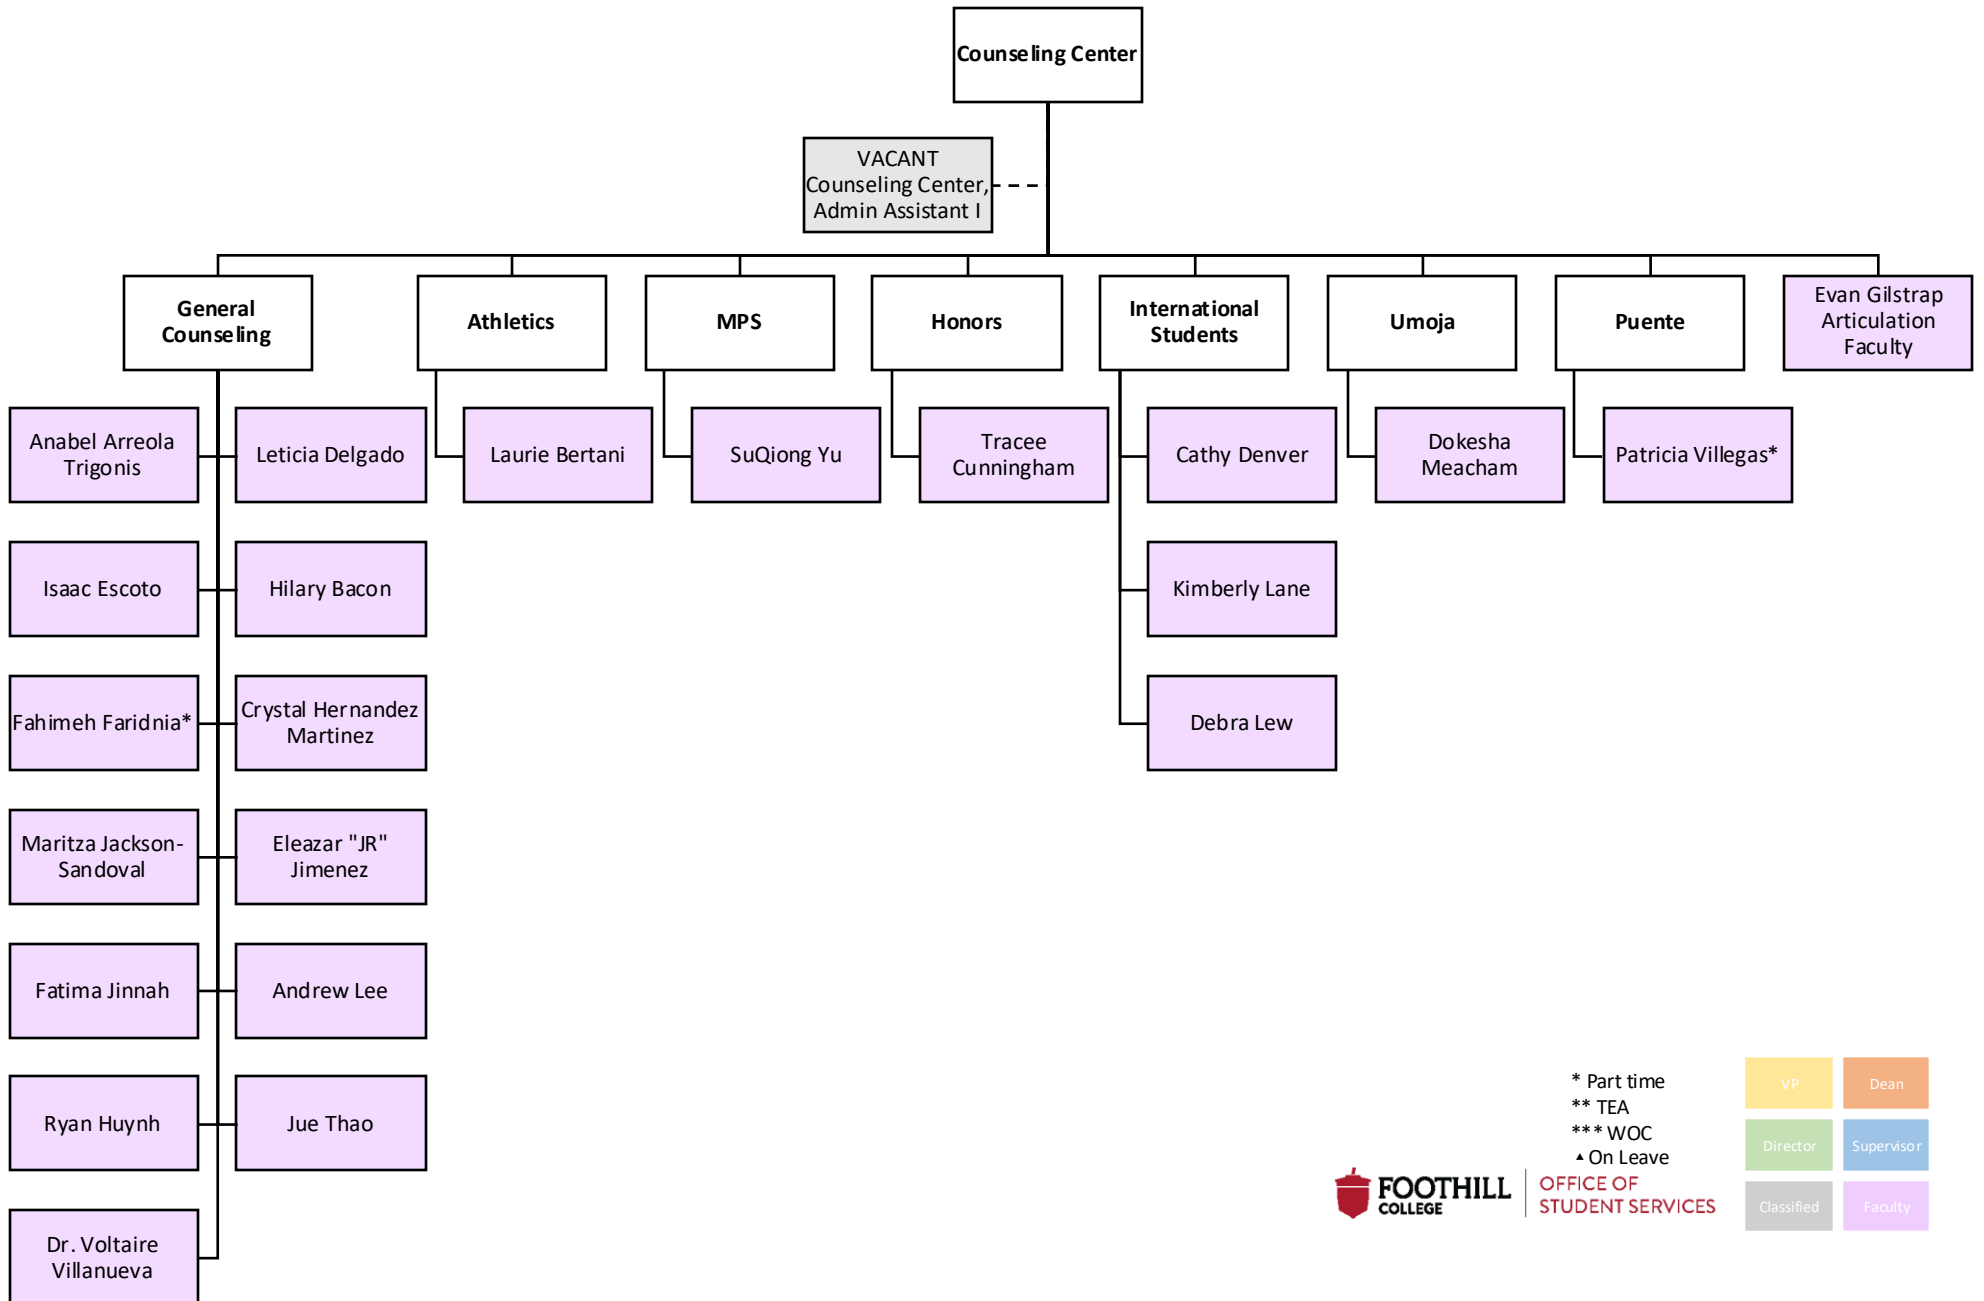 Counseling Center
VACANT
Counseling Center,
Admin Assistant I
General
Counseling
Athletics
MPS
Honors
International
Students
Umoja
Puente
Evan Gilstrap
Articulation
Faculty
Anabel Arreola
Trigonis
Leticia Delgado
Laurie Bertani
SuQiong Yu
Tracee
Cunningham
Cathy Denver
Dokesha
Meacham
Patricia Villegas*
Isaac Escoto
Hilary Bacon
Kimberly Lane
Fahimeh Faridnia*
Crystal Hernandez
Martinez
Debra Lew
Maritza Jackson-
Sandoval
Eleazar "JR"
Jimenez
Fatima Jinnah
Andrew Lee
Ryan Huynh
Jue Thao
Dr. Voltaire
Villanueva
* Part time
** TEA
*** WOC
▲ On Leave
VP
Dean
Director
Supervisor
Classified
Faculty
FOOTHILL
COLLEGE
OFFICE OF
STUDENT SERVICES